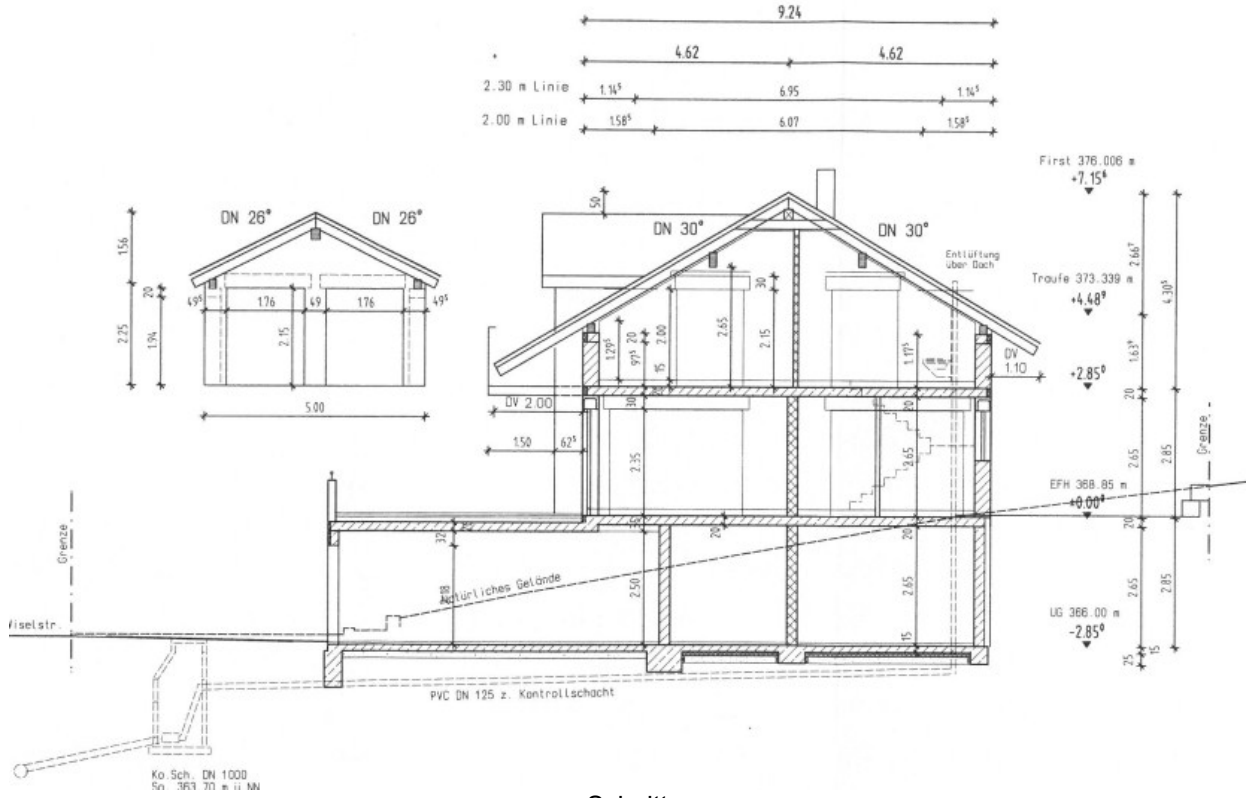 9.24
4.62 4.62
2.30 m Linie 1.14⁵ 6.95 1.14⁵
2.00 m Linie 1.58⁵ 6.07 1.58⁵
First 376.006 m
+7.15⁶
DN 26° DN 26°
50
DN 30° DN 30°
Entlüftung
über Dach
1.56
2.66⁷
4.30⁵
Traufe 373.339 m
+4.48⁹
20
49⁵ 1.76 49 1.76 49⁵
2.25
1.94
2.15
1.29⁵
20
97⁵
2.00
15
2.65
30
2.15
1.17⁵
DV
1.10
1.63⁹
+2.85⁰
20
5.00
DV 2.00
30
20
20
1.50 62⁵
2.35
2.65
2.65
2.85
Grenze
EFH 368.85 m
±0.00⁰
Grenze
32
20
20
20
Natürliches Gelände
2.50
2.65
2.65
2.85
UG 366.00 m
-2.85⁰
15
25
15
PVC DN 125 z. Kontrollschacht
Ko.Sch. DN 1000
So. 363.70 m ü NN